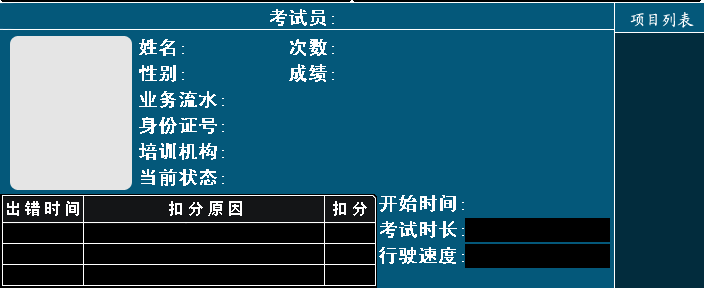 考试员:
项目列表
姓名: 次数:
性别: 成绩:
业务流水:
身份证号:
培训机构:
当前状态:
出错时间 扣分原因 扣分
开始时间:
考试时长:
行驶速度: